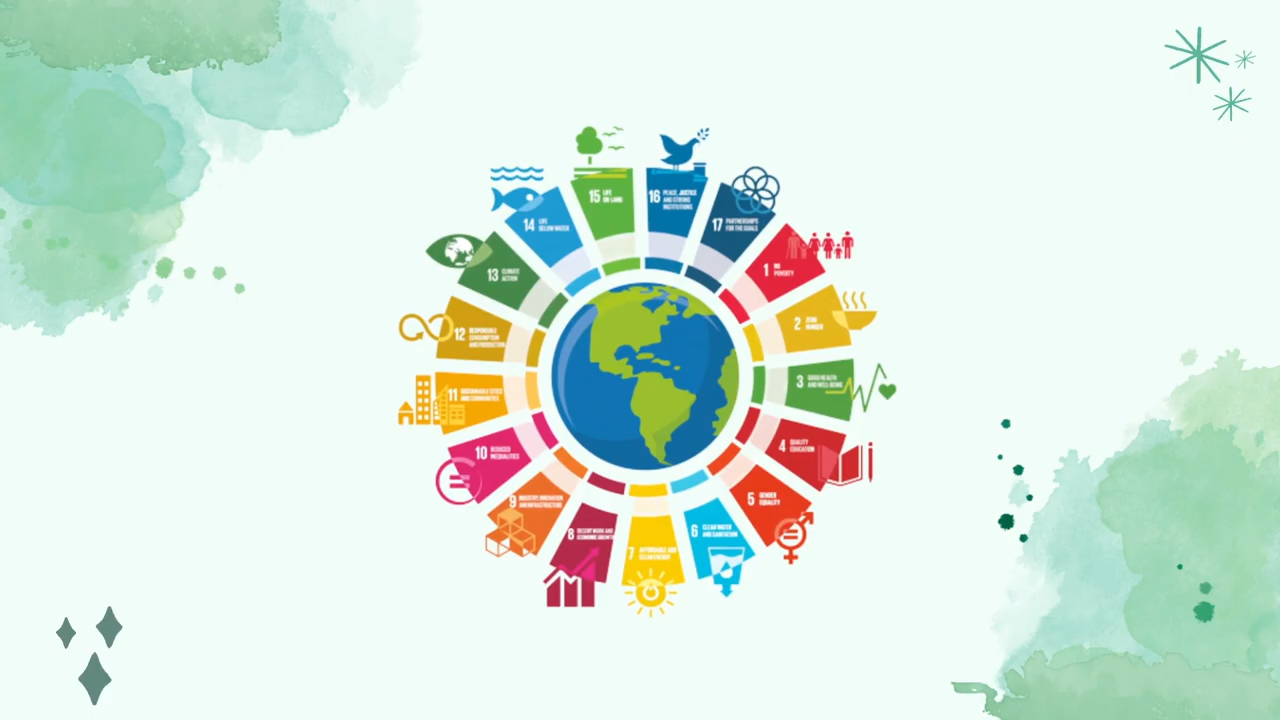 1 NO
POVERTY
2 ZERO
HUNGER
3 GOOD HEALTH
AND WELL-BEING
4 QUALITY
EDUCATION
5 GENDER
EQUALITY
6 CLEAN WATER
AND SANITATION
7 AFFORDABLE AND
CLEAN ENERGY
8 DECENT WORK AND
ECONOMIC GROWTH
9 INDUSTRY, INNOVATION
AND INFRASTRUCTURE
10 REDUCED
INEQUALITIES
11 SUSTAINABLE CITIES
AND COMMUNITIES
12 RESPONSIBLE
CONSUMPTION
AND PRODUCTION
13 CLIMATE
ACTION
14 LIFE
BELOW WATER
15 LIFE
ON LAND
16 PEACE, JUSTICE
AND STRONG
INSTITUTIONS
17 PARTNERSHIPS
FOR THE GOALS